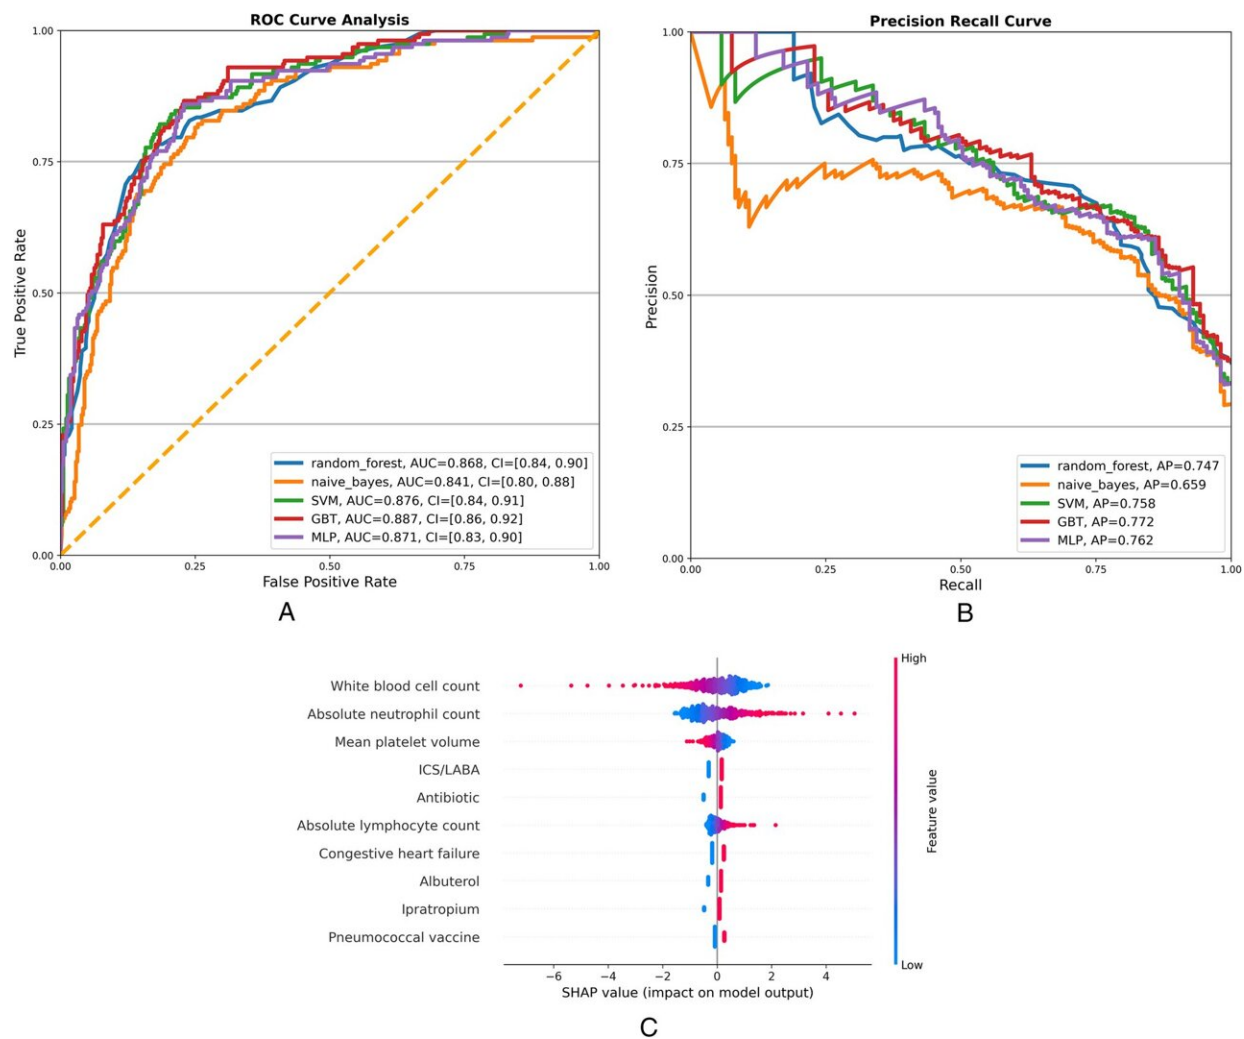 ROC Curve Analysis
True Positive Rate
1.00
0.75
0.50
0.25
0.00
random_forest, AUC=0.868, CI=[0.84, 0.90]
naive_bayes, AUC=0.841, CI=[0.80, 0.88]
SVM, AUC=0.876, CI=[0.84, 0.91]
GBT, AUC=0.887, CI=[0.86, 0.92]
MLP, AUC=0.871, CI=[0.83, 0.90]
0.00 0.25 0.50 0.75 1.00
False Positive Rate
A
Precision Recall Curve
Precision
1.00
0.75
0.50
0.25
0.00
random_forest, AP=0.747
naive_bayes, AP=0.659
SVM, AP=0.758
GBT, AP=0.772
MLP, AP=0.762
0.00 0.25 0.50 0.75 1.00
Recall
B
White blood cell count
Absolute neutrophil count
Mean platelet volume
ICS/LABA
Antibiotic
Absolute lymphocyte count
Congestive heart failure
Albuterol
Ipratropium
Pneumococcal vaccine
−6 −4 −2 0 2 4
SHAP value (impact on model output)
High
Feature value
Low
C